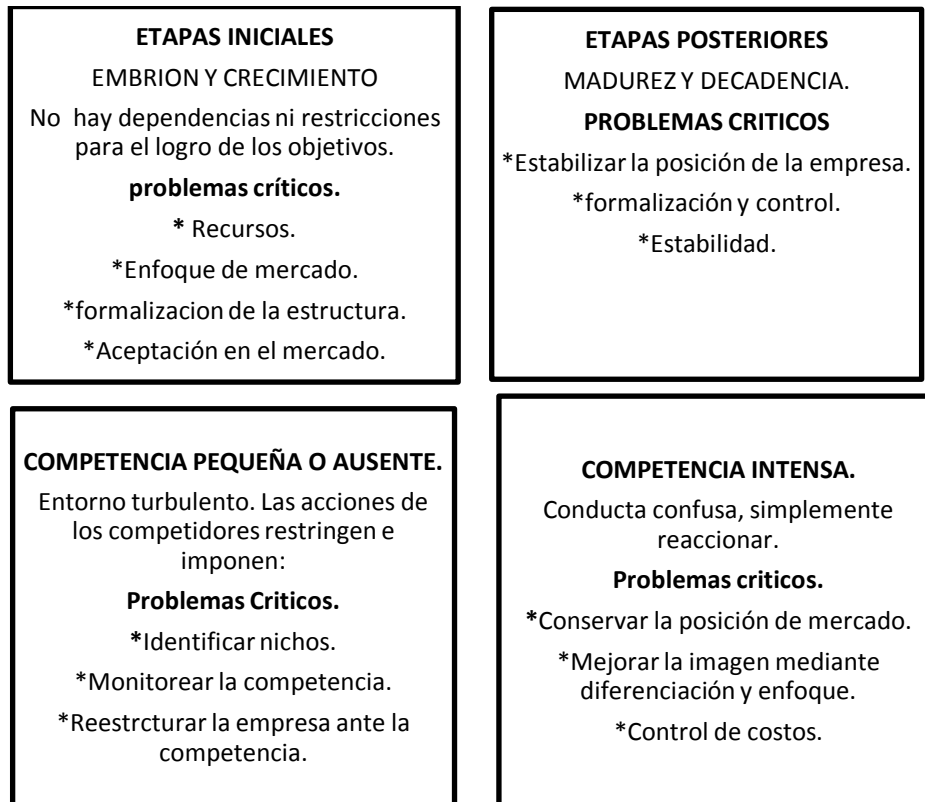 ETAPAS INICIALES
EMBRION Y CRECIMIENTO
No hay dependencias ni restricciones
para el logro de los objetivos.
problemas críticos.
* Recursos.
*Enfoque de mercado.
*formalizacion de la estructura.
*Aceptación en el mercado.
ETAPAS POSTERIORES
MADUREZ Y DECADENCIA.
PROBLEMAS CRITICOS
*Estabilizar la posición de la empresa.
*formalización y control.
*Estabilidad.
COMPETENCIA PEQUEÑA O AUSENTE.
Entorno turbulento. Las acciones de
los competidores restringen e
imponen:
Problemas Criticos.
*Identificar nichos.
*Monitorear la competencia.
*Reestrcturar la empresa ante la
competencia.
COMPETENCIA INTENSA.
Conducta confusa, simplemente
reaccionar.
Problemas criticos.
*Conservar la posición de mercado.
*Mejorar la imagen mediante
diferenciación y enfoque.
*Control de costos.